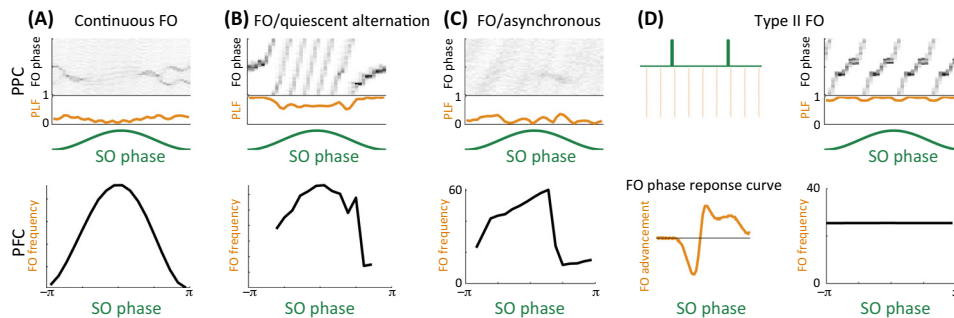 (A) Continuous FO
(B) FO/quiescent alternation
(C) FO/asynchronous
(D) Type II FO
PPC
FO phase
PLF
1
0
SO phase
FO phase
PLF
1
0
SO phase
FO phase
PLF
1
0
SO phase
FO phase
PLF
1
0
PFC
FO frequency
−π
π
SO phase
FO frequency
−π
π
SO phase
60
FO frequency
0
−π
π
SO phase
FO phase reponse curve
FO advancement
SO phase
40
FO frequency
0
−π
SO phase